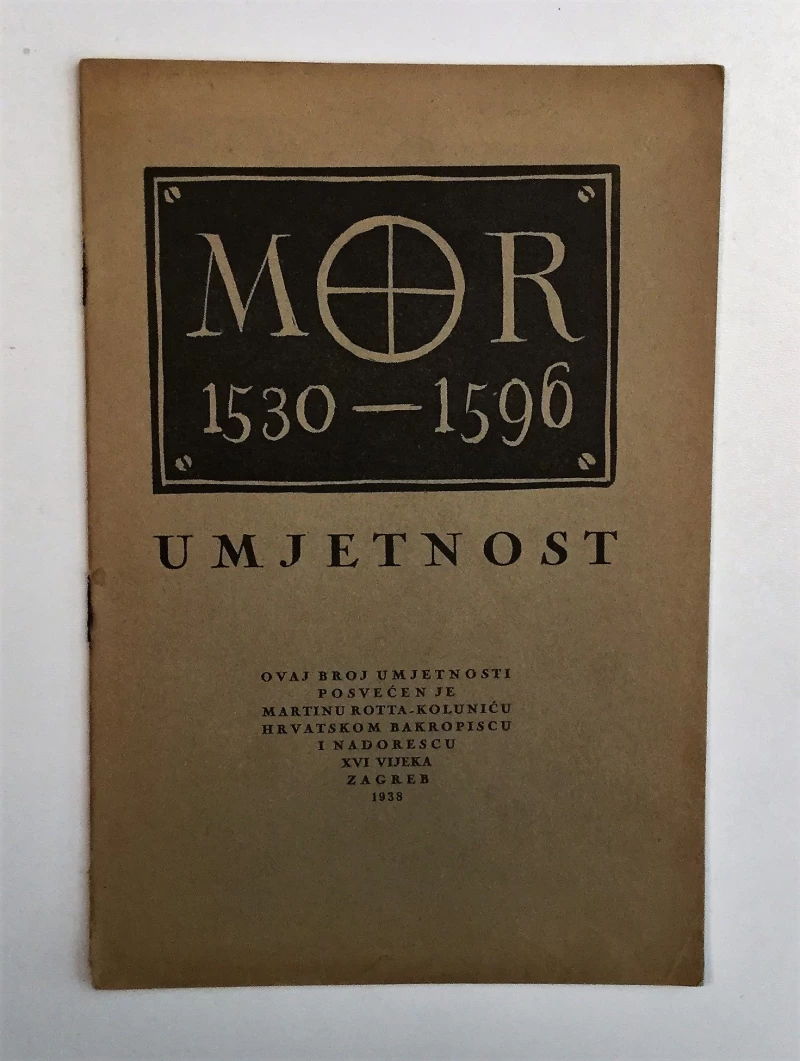 MOR
1530 — 1596
UMJETNOST
OVAJ BROJ UMJETNOSTI
POSVEĆEN JE
MARTINU ROTTA-KOLUNIĆU
HRVATSKOM BAKROPISCU
I NADORESCU
XVI VIJEKA
ZAGREB
1938